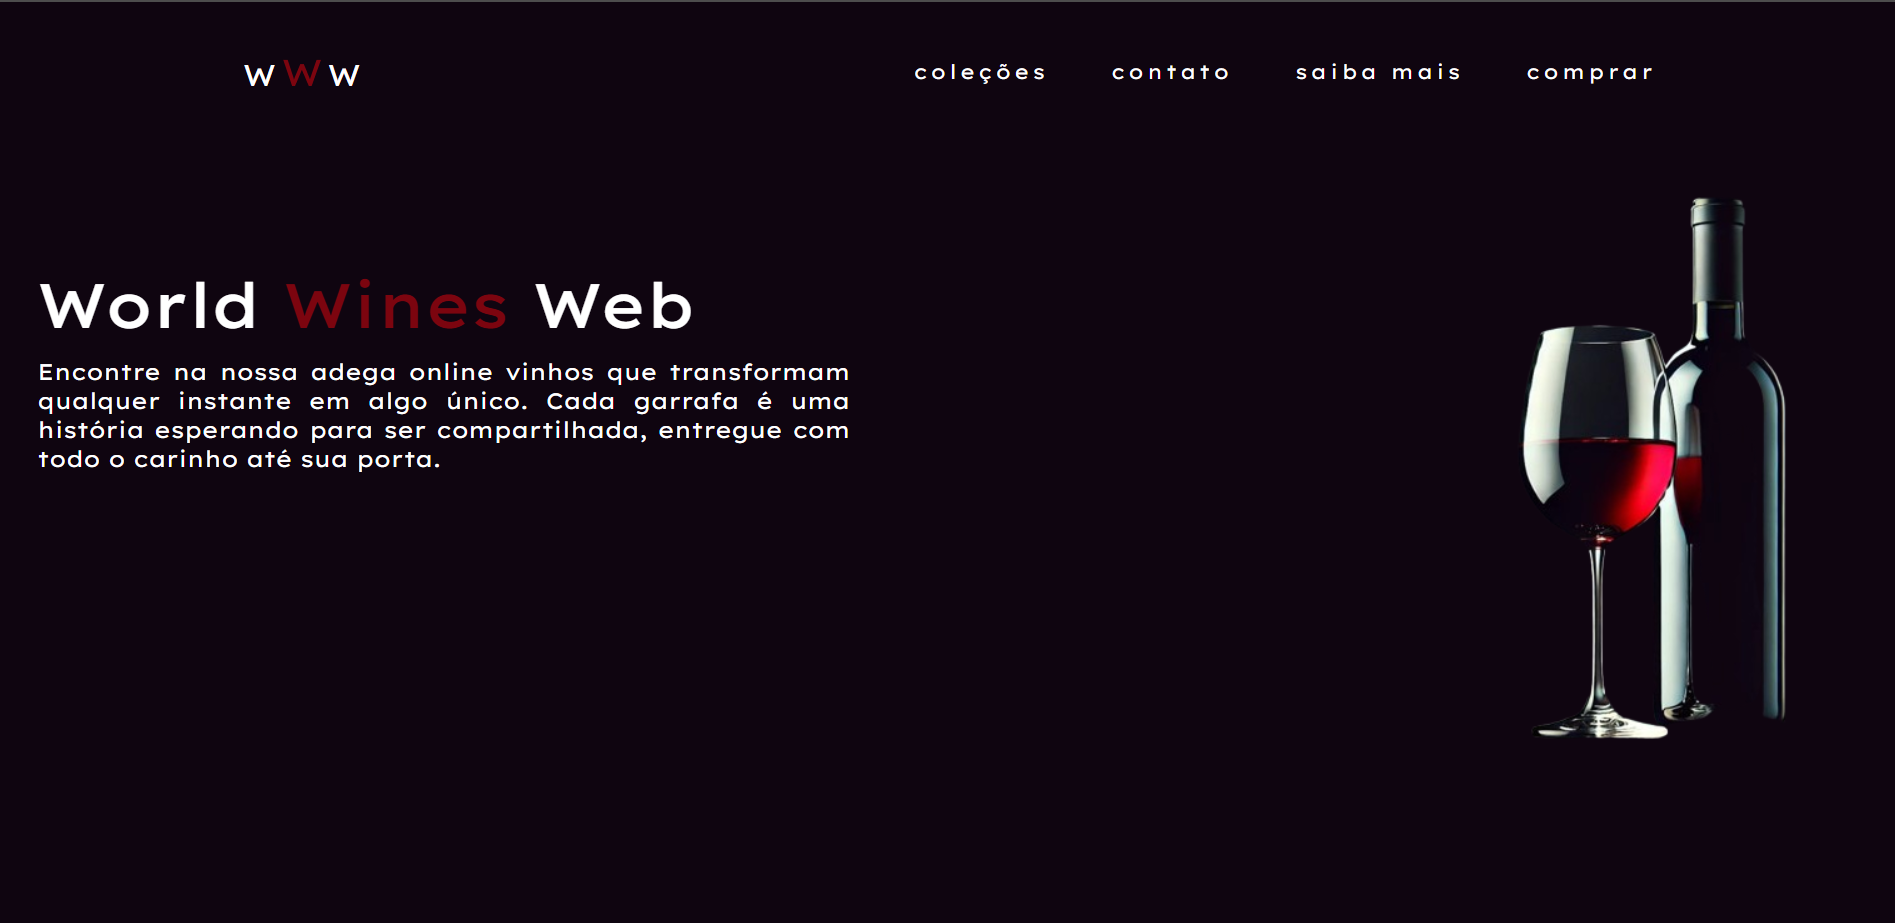 w W w
coleções contato saiba mais comprar
World Wines Web
Encontre na nossa adega online vinhos que transformam
qualquer instante em algo único. Cada garrafa é uma
história esperando para ser compartilhada, entregue com
todo o carinho até sua porta.